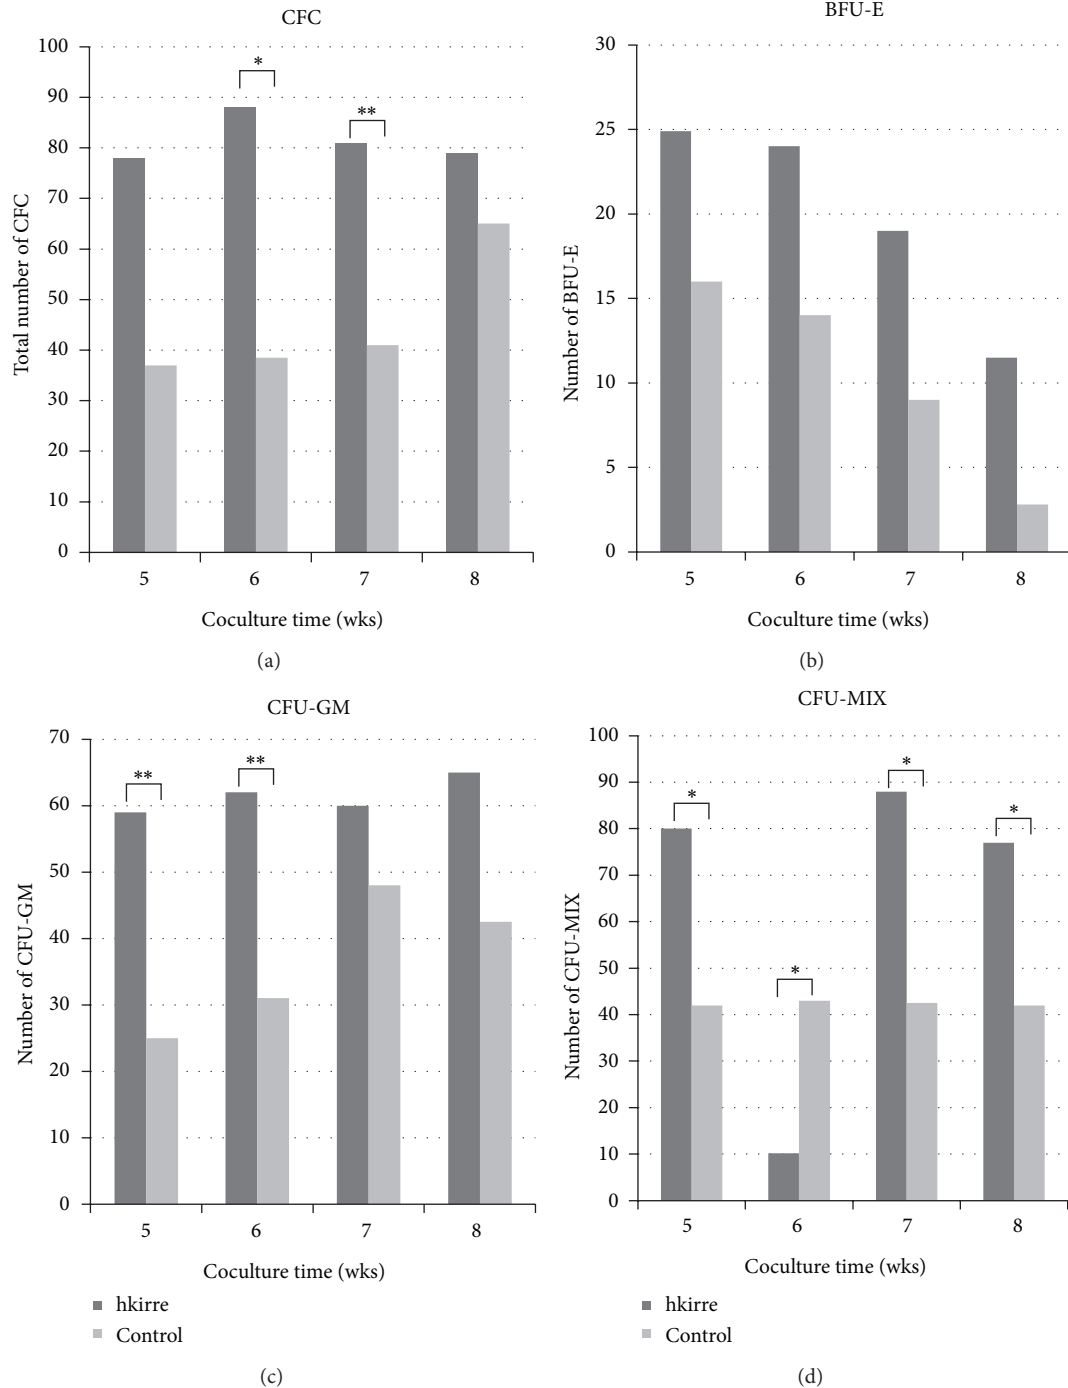 CFC
100
90
80
70
60
50
40
30
20
10
0
Total number of CFC
*
**
5 6 7 8
Coculture time (wks)
(a)
BFU-E
30
25
20
15
10
5
0
Number of BFU-E
5 6 7 8
Coculture time (wks)
(b)
CFU-GM
70
60
50
40
30
20
10
0
Number of CFU-GM
**
**
5 6 7 8
Coculture time (wks)
hkirre
Control
(c)
CFU-MIX
100
90
80
70
60
50
40
30
20
10
0
Number of CFU-MIX
*
*
*
*
5 6 7 8
Coculture time (wks)
hkirre
Control
(d)